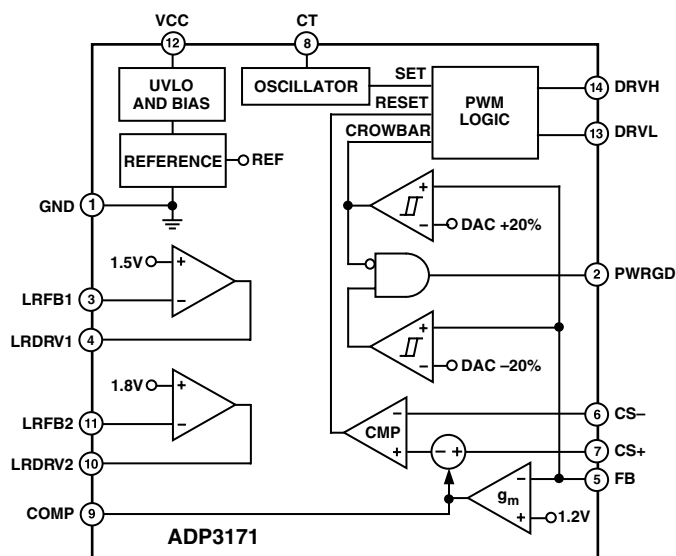 VCC
12
CT
8
UVLO
AND BIAS
OSCILLATOR
SET
RESET
CROWBAR
PWM
LOGIC
14 DRVH
13 DRVL
REFERENCE
REF
GND 1
+
− DAC +20%
1.5V
+
−
LRFB1 3
LRDRV1 4
2 PWRGD
+
− DAC −20%
1.8V
+
−
LRFB2 11
LRDRV2 10
CMP
−
+
− +
6 CS−
7 CS+
5 FB
gm
−
+
1.2V
COMP 9
ADP3171